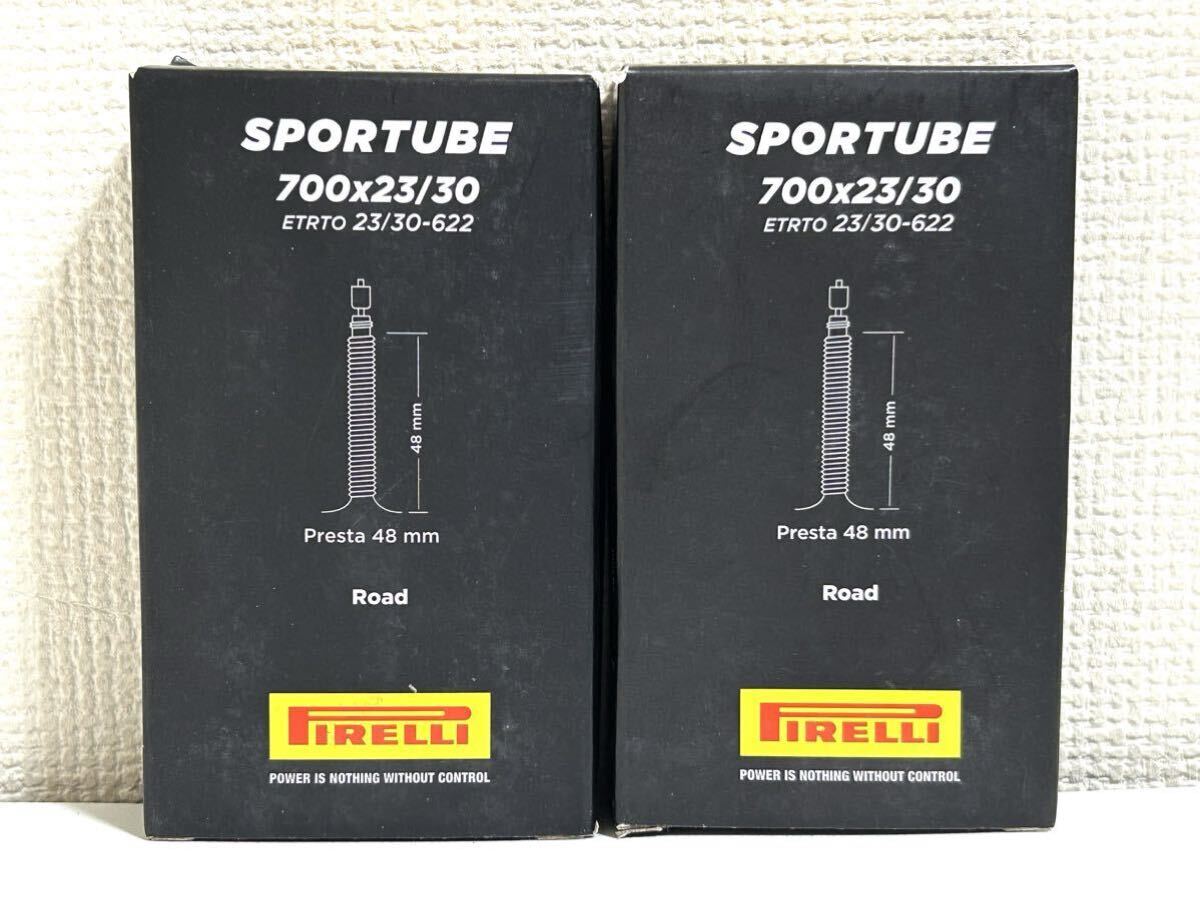 SPORTUBE
700x23/30
ETRTO 23/30-622
48 mm
Presta 48 mm
Road
PIRELLI
POWER IS NOTHING WITHOUT CONTROL
SPORTUBE
700x23/30
ETRTO 23/30-622
48 mm
Presta 48 mm
Road
PIRELLI
POWER IS NOTHING WITHOUT CONTROL